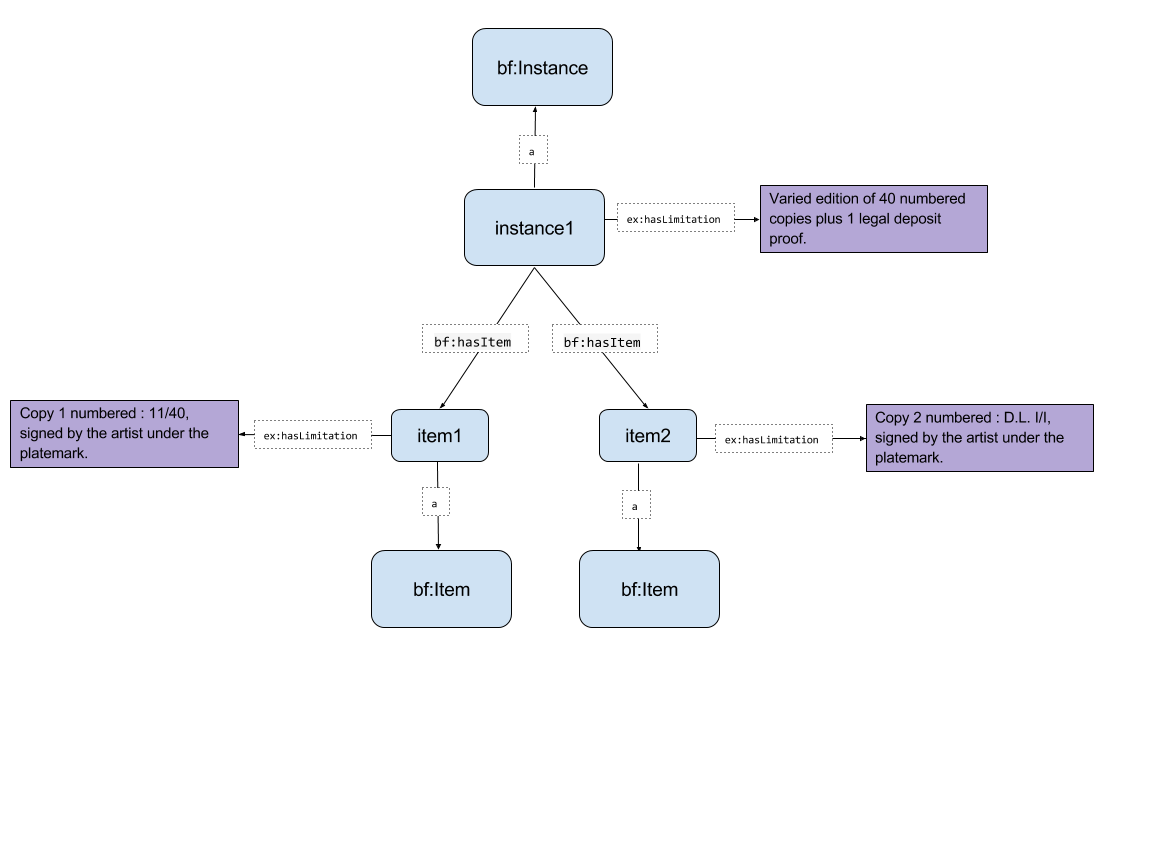 bf:Instance
a
instance1
ex:hasLimitation
Varied edition of 40 numbered
copies plus 1 legal deposit
proof.
bf:hasItem
bf:hasItem
Copy 1 numbered : 11/40,
signed by the artist under the
platemark.
ex:hasLimitation
item1
item2
ex:hasLimitation
Copy 2 numbered : D.L. I/I,
signed by the artist under the
platemark.
a
a
bf:Item
bf:Item